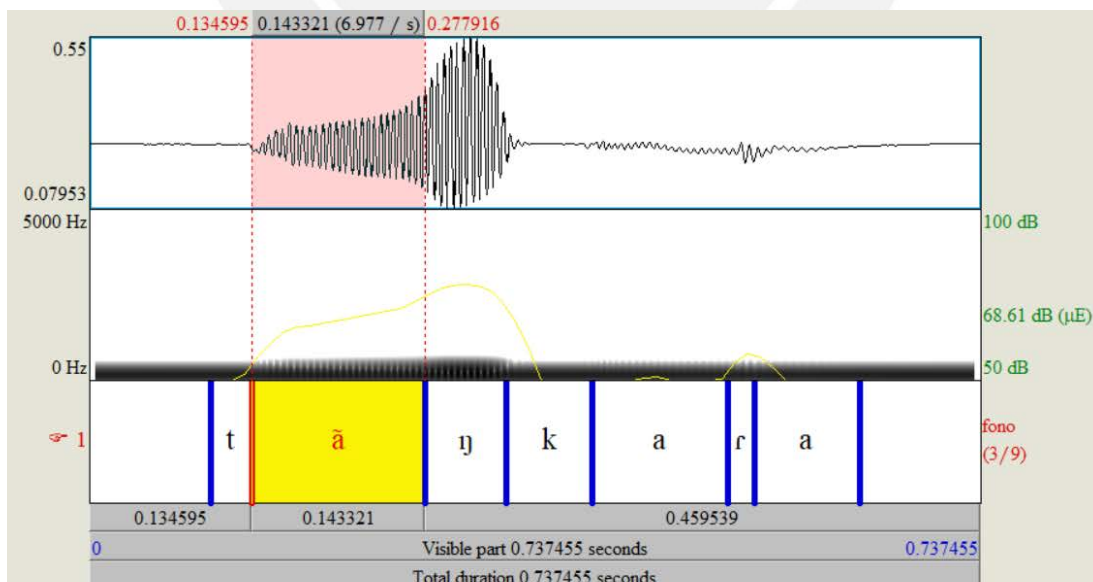 0.134595 0.143321 (6.977 / s) 0.277916
0.55
0.07953
5000 Hz 100 dB
68.61 dB (µE)
0 Hz 50 dB
☞ 1 t ã ŋ k a ɾ a fono
(3/9)
0.134595 0.143321 0.459539
0 Visible part 0.737455 seconds 0.737455
Total duration 0.737455 seconds